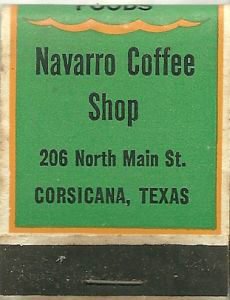 FOODS
Navarro Coffee
Shop
206 North Main St.
CORSICANA, TEXAS